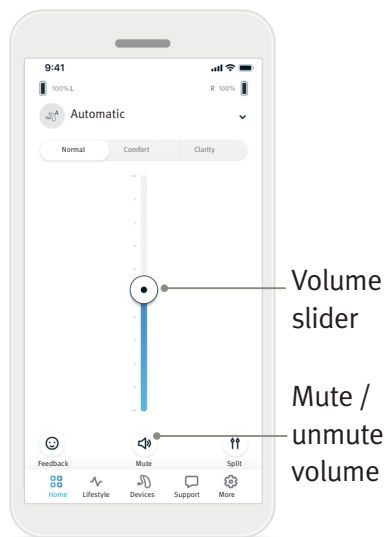 9:41
100% L
R 100%
Automatic
Normal Comfort Clarity
Volume
slider
Mute /
unmute
volume
Feedback Mute Split
Home Lifestyle Devices Support More